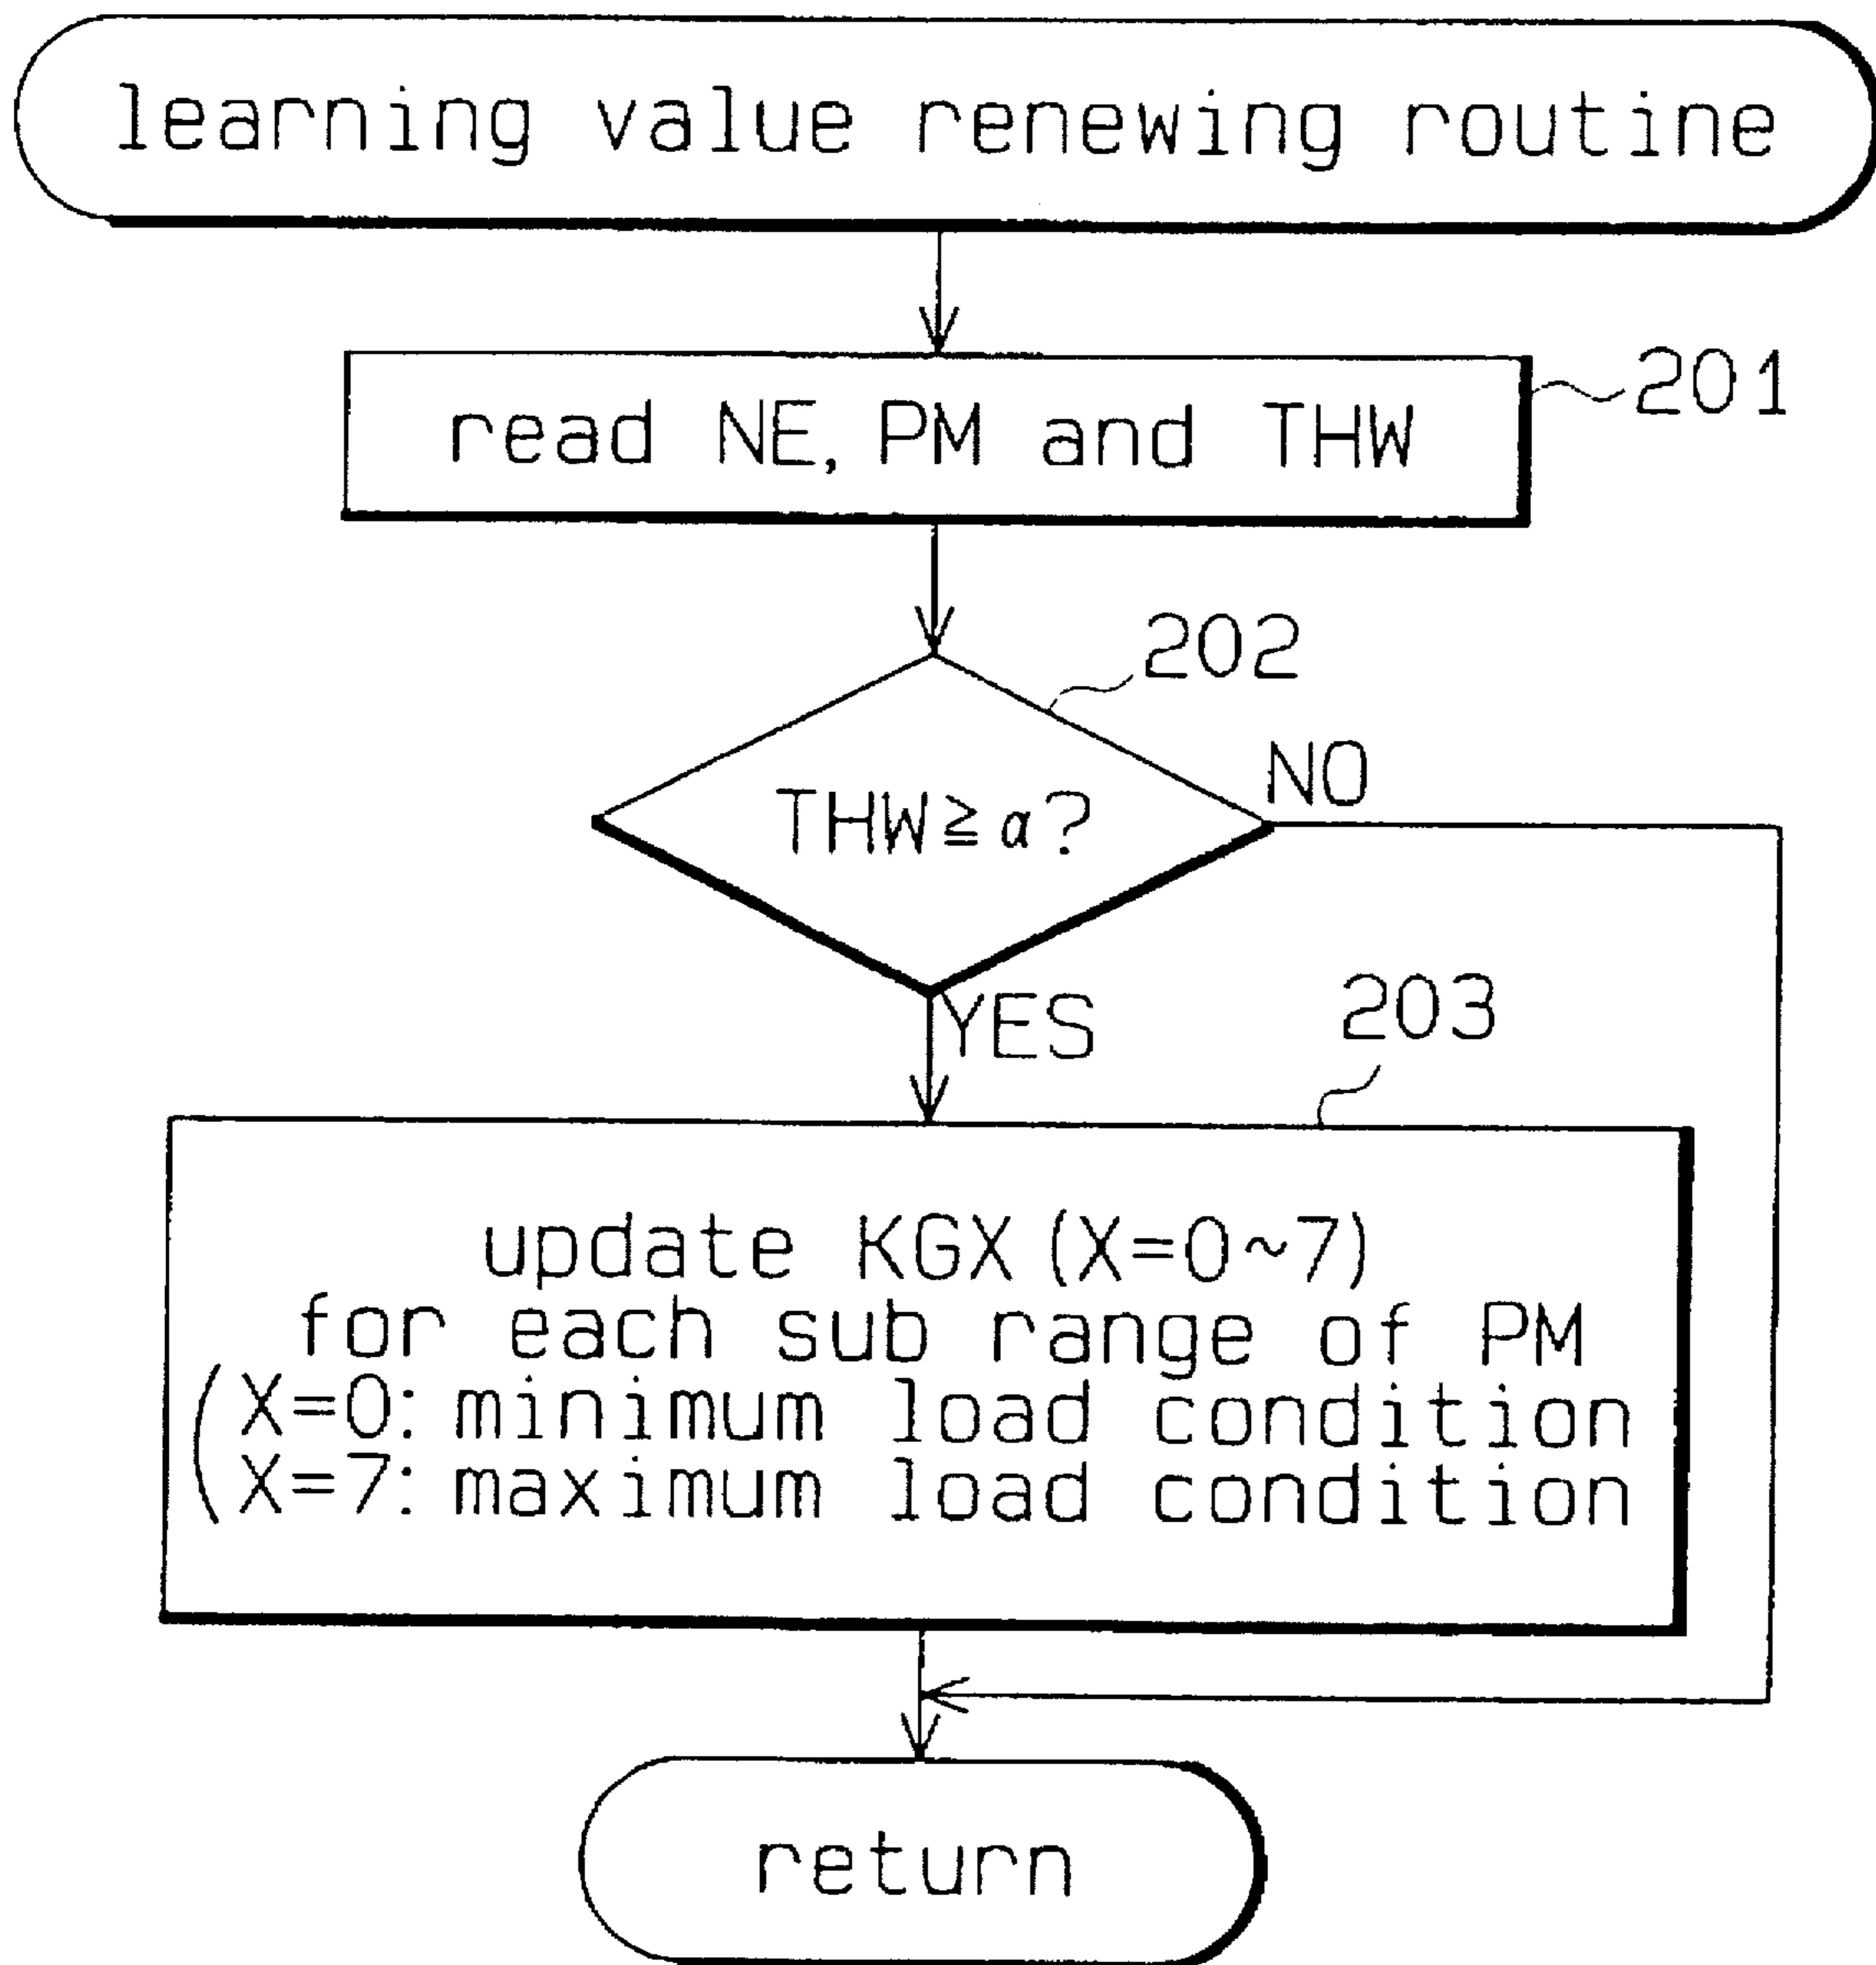 learning value renewing routine
read NE, PM and THW
201
202
THW≧α?
NO
YES
203
update KGX (X=0~7)
for each sub range of PM
(X=0: minimum load condition
(X=7: maximum load condition
return